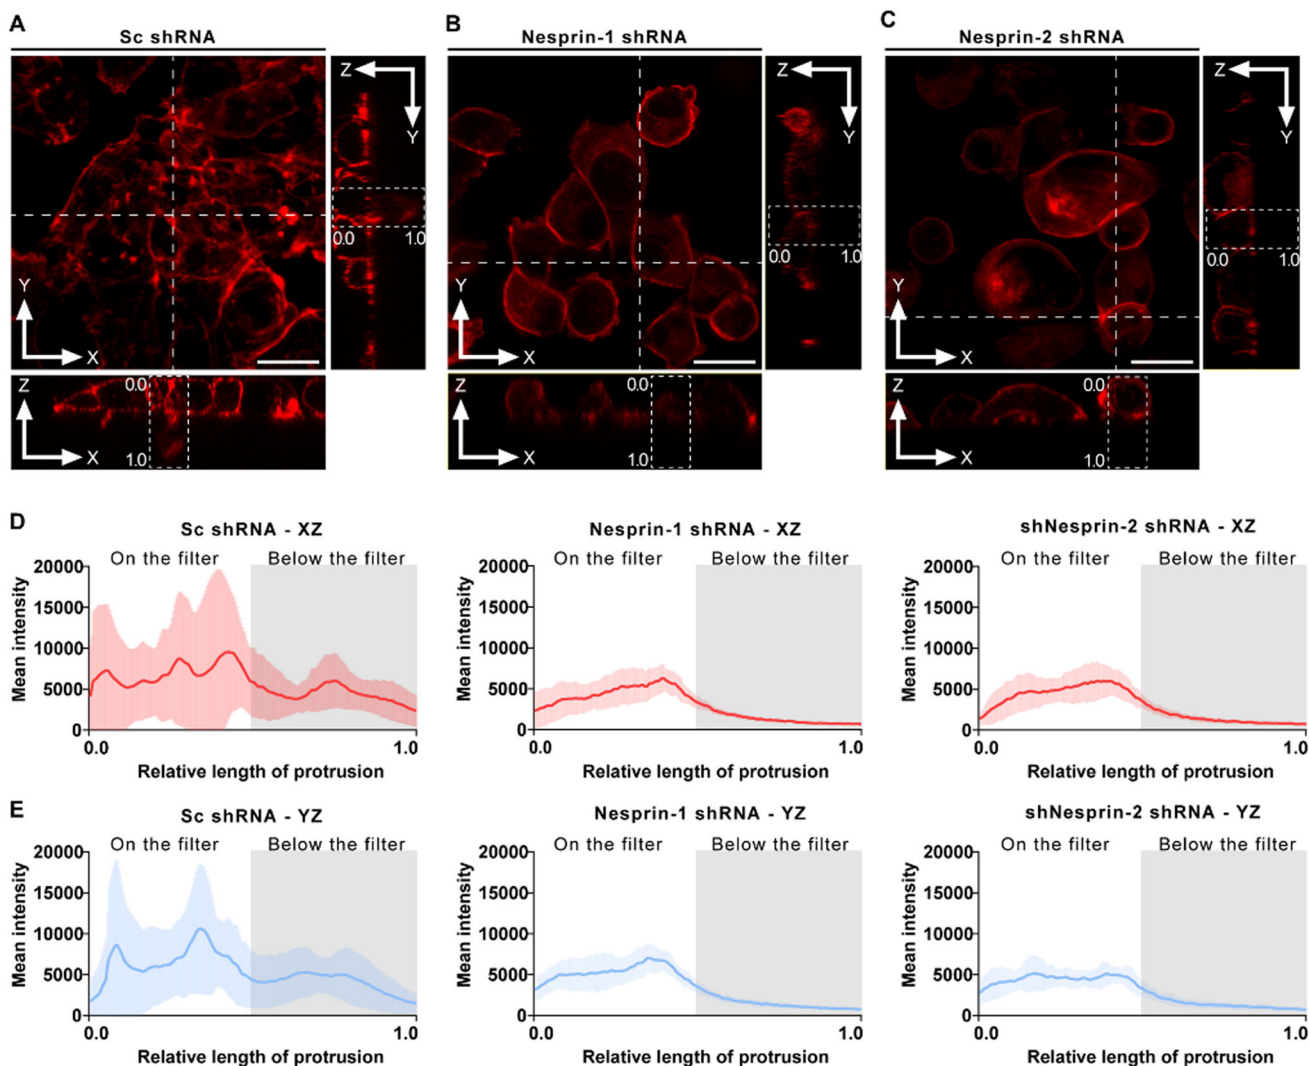 A
Sc shRNA
B
Nesprin-1 shRNA
C
Nesprin-2 shRNA
Z
Y
0.0 1.0
Y
X
Z
X
0.0
1.0
Z
Y
0.0 1.0
Y
X
Z
X
0.0
1.0
Z
Y
0.0 1.0
Y
X
Z
X
0.0
1.0
D
Sc shRNA - XZ
On the filter Below the filter
Mean intensity
20000
15000
10000
5000
0
0.0 1.0
Relative length of protrusion
Nesprin-1 shRNA - XZ
On the filter Below the filter
Mean intensity
20000
15000
10000
5000
0
0.0 1.0
Relative length of protrusion
shNesprin-2 shRNA - XZ
On the filter Below the filter
Mean intensity
20000
15000
10000
5000
0
0.0 1.0
Relative length of protrusion
E
Sc shRNA - YZ
On the filter Below the filter
Mean intensity
20000
15000
10000
5000
0
0.0 1.0
Relative length of protrusion
Nesprin-1 shRNA - YZ
On the filter Below the filter
Mean intensity
20000
15000
10000
5000
0
0.0 1.0
Relative length of protrusion
shNesprin-2 shRNA - YZ
On the filter Below the filter
Mean intensity
20000
15000
10000
5000
0
0.0 1.0
Relative length of protrusion